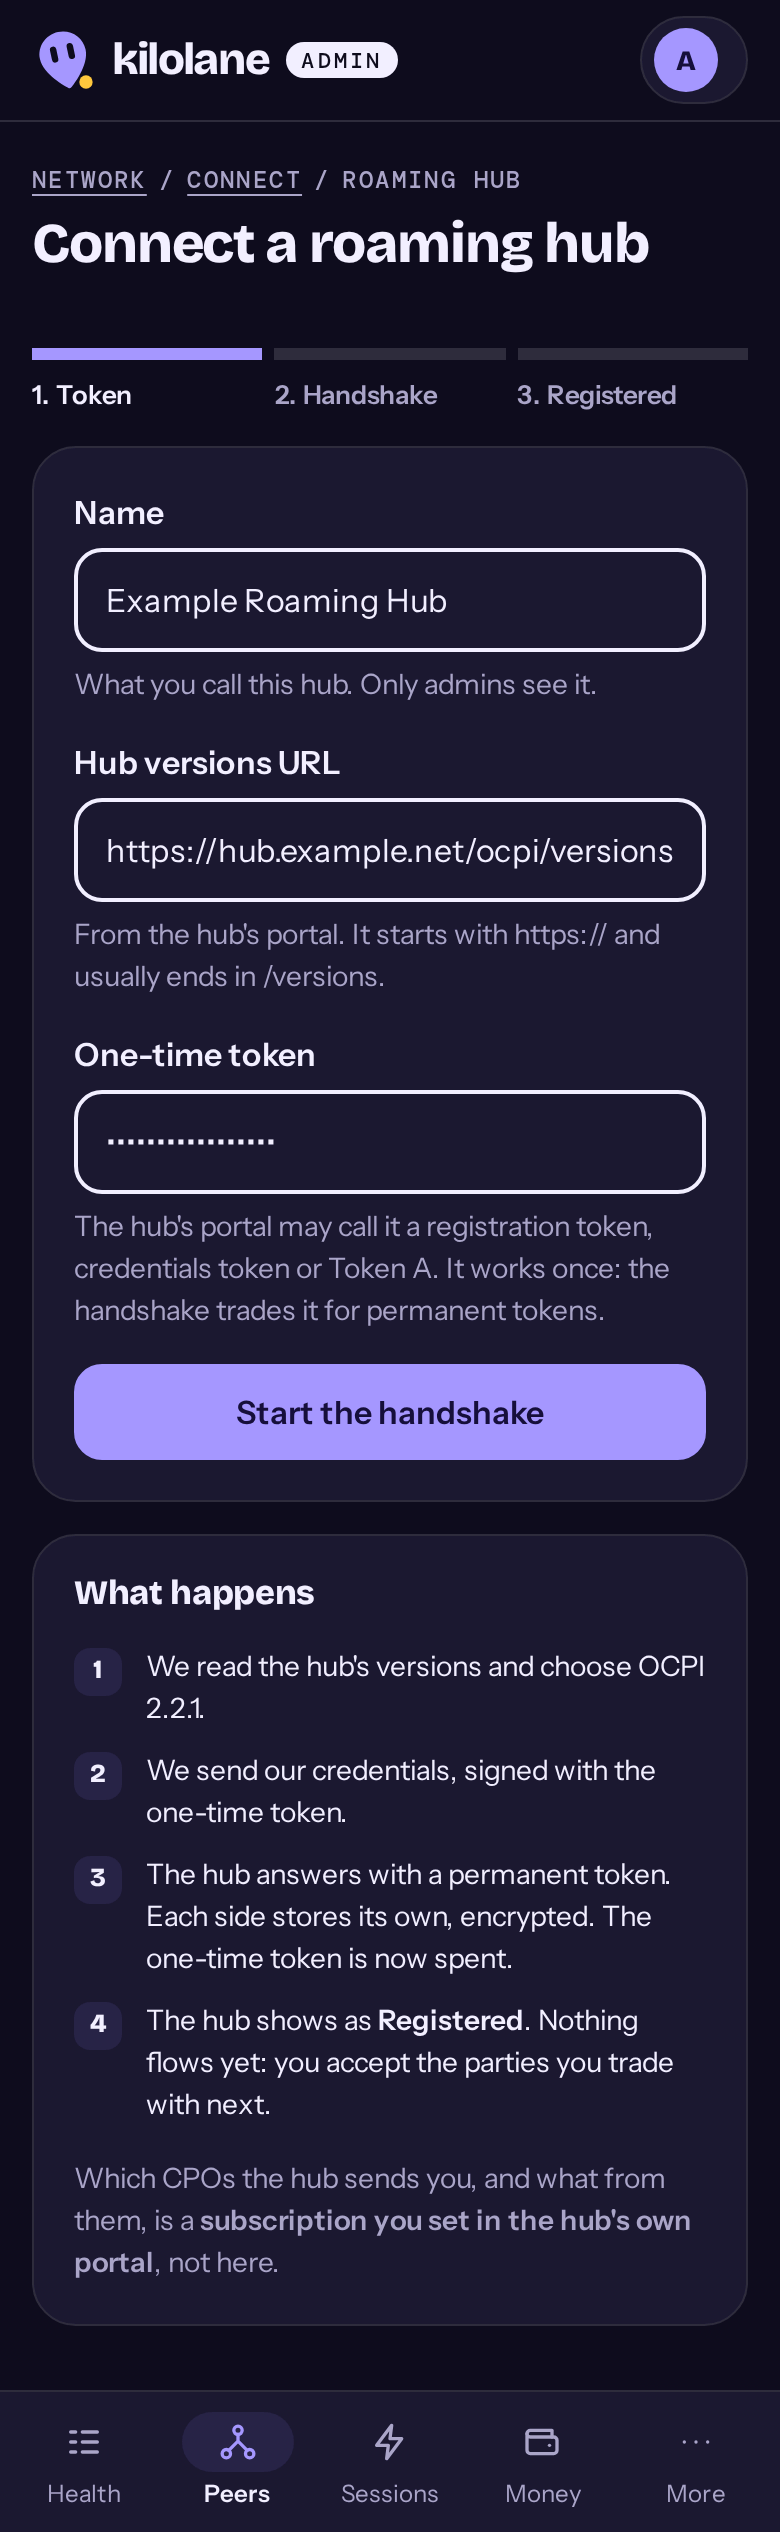 kilolane ADMIN
A
NETWORK / CONNECT / ROAMING HUB
Connect a roaming hub
1. Token
2. Handshake
3. Registered
Name
Example Roaming Hub
What you call this hub. Only admins see it.
Hub versions URL
https://hub.example.net/ocpi/versions
From the hub's portal. It starts with https:// and
usually ends in /versions.
One-time token
•••••••••••••••••
The hub's portal may call it a registration token,
credentials token or Token A. It works once: the
handshake trades it for permanent tokens.
Start the handshake
What happens
1 We read the hub's versions and choose OCPI
2.2.1.
2 We send our credentials, signed with the
one-time token.
3 The hub answers with a permanent token.
Each side stores its own, encrypted. The
one-time token is now spent.
4 The hub shows as Registered. Nothing
flows yet: you accept the parties you trade
with next.
Which CPOs the hub sends you, and what from
them, is a subscription you set in the hub's own
portal, not here.
Health
Peers
Sessions
Money
More